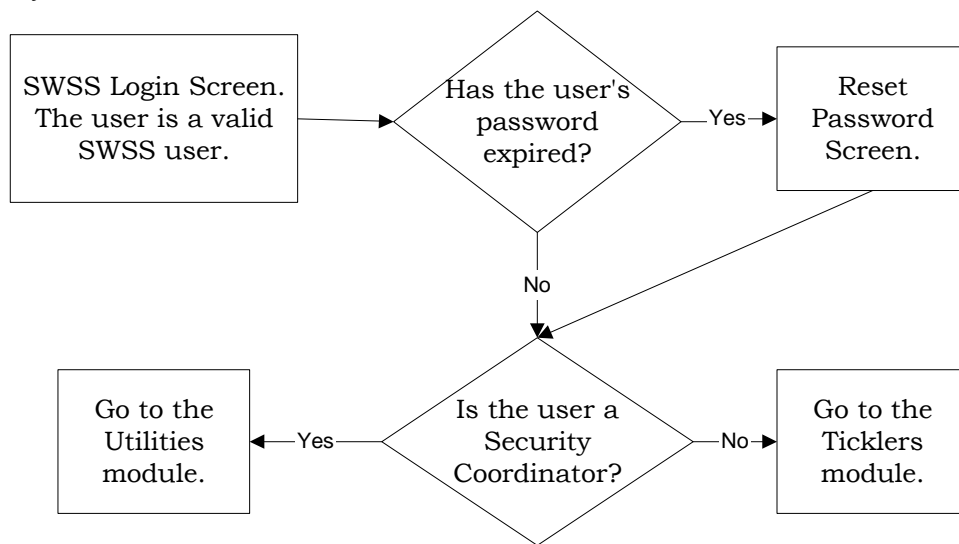 SWSS Login Screen.
The user is a valid
SWSS user.
Has the user's
password
expired?
Yes
Reset
Password
Screen.
No
Go to the
Utilities
module.
Yes
Is the user a
Security
Coordinator?
No
Go to the
Ticklers
module.